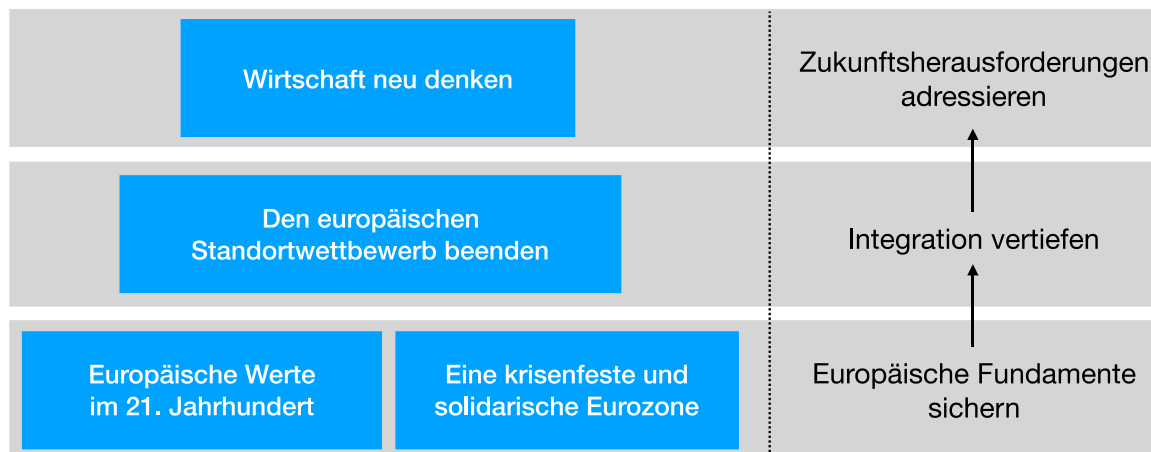 Wirtschaft neu denken
Zukunftsherausforderungen
adressieren
Den europäischen
Standortwettbewerb beenden
Integration vertiefen
Europäische Werte
im 21. Jahrhundert
Eine krisenfeste und
solidarische Eurozone
Europäische Fundamente
sichern